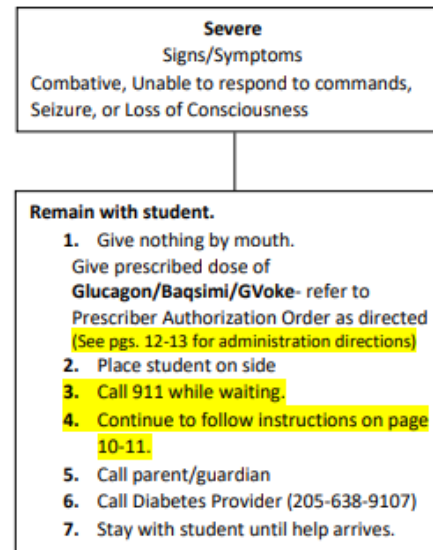 Severe
Signs/Symptoms
Combative, Unable to respond to commands,
Seizure, or Loss of Consciousness
Remain with student.
1. Give nothing by mouth.
Give prescribed dose of
Glucagon/Baqsimi/GVoke- refer to
Prescriber Authorization Order as directed
(See pgs. 12-13 for administration directions)
2. Place student on side
3. Call 911 while waiting.
4. Continue to follow instructions on page
10-11.
5. Call parent/guardian
6. Call Diabetes Provider (205-638-9107)
7. Stay with student until help arrives.